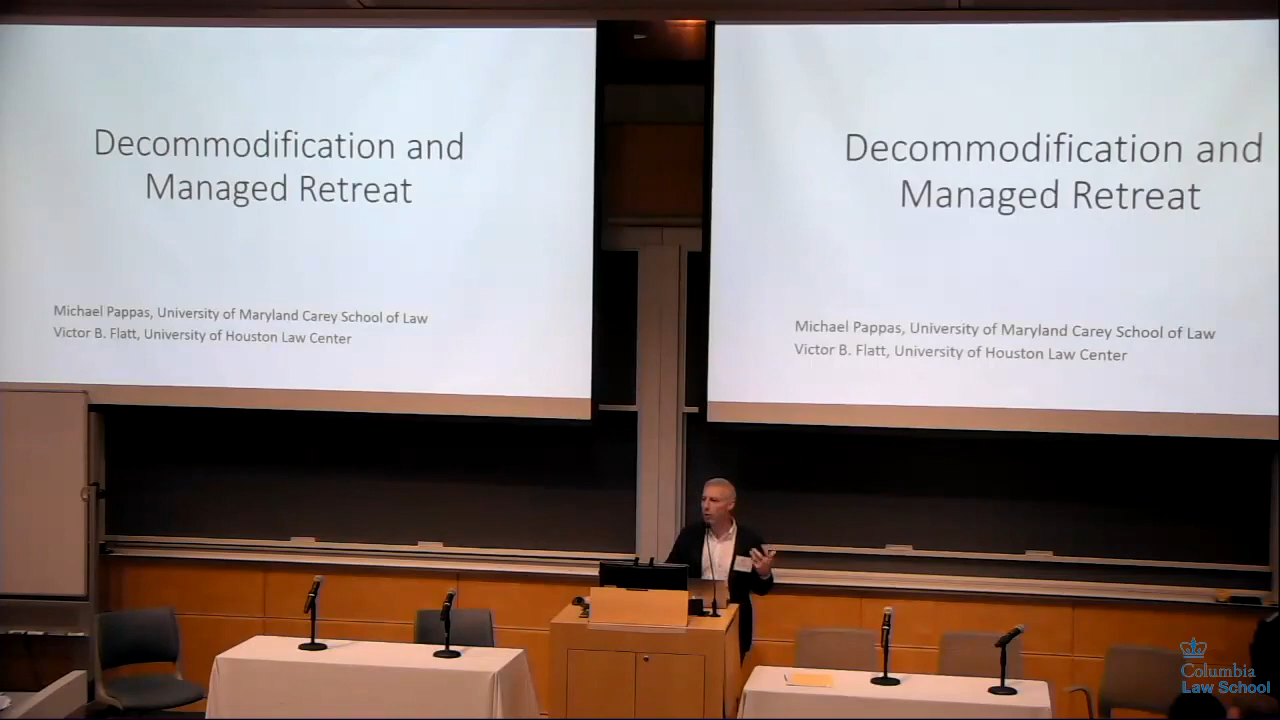 Decommodification and
Managed Retreat
Michael Pappas, University of Maryland Carey School of Law
Victor B. Flatt, University of Houston Law Center
Decommodification and
Managed Retreat
Michael Pappas, University of Maryland Carey School of Law
Victor B. Flatt, University of Houston Law Center
Columbia
Law School